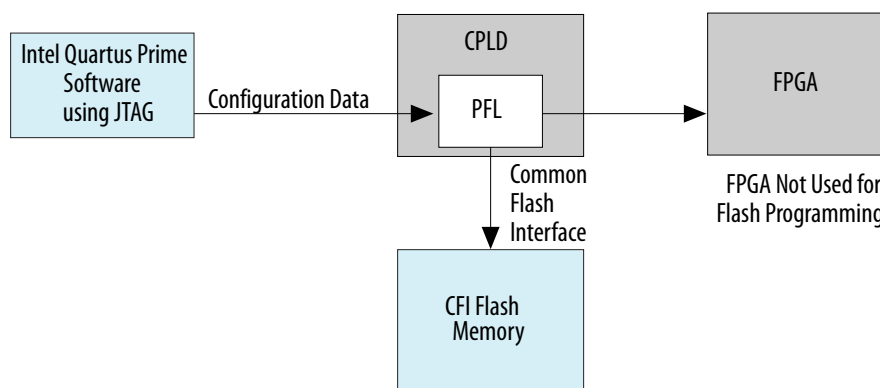 Intel Quartus Prime
Software
using JTAG
Configuration Data
CPLD
PFL
FPGA
Common
Flash
Interface
FPGA Not Used for
Flash Programming
CFI Flash
Memory